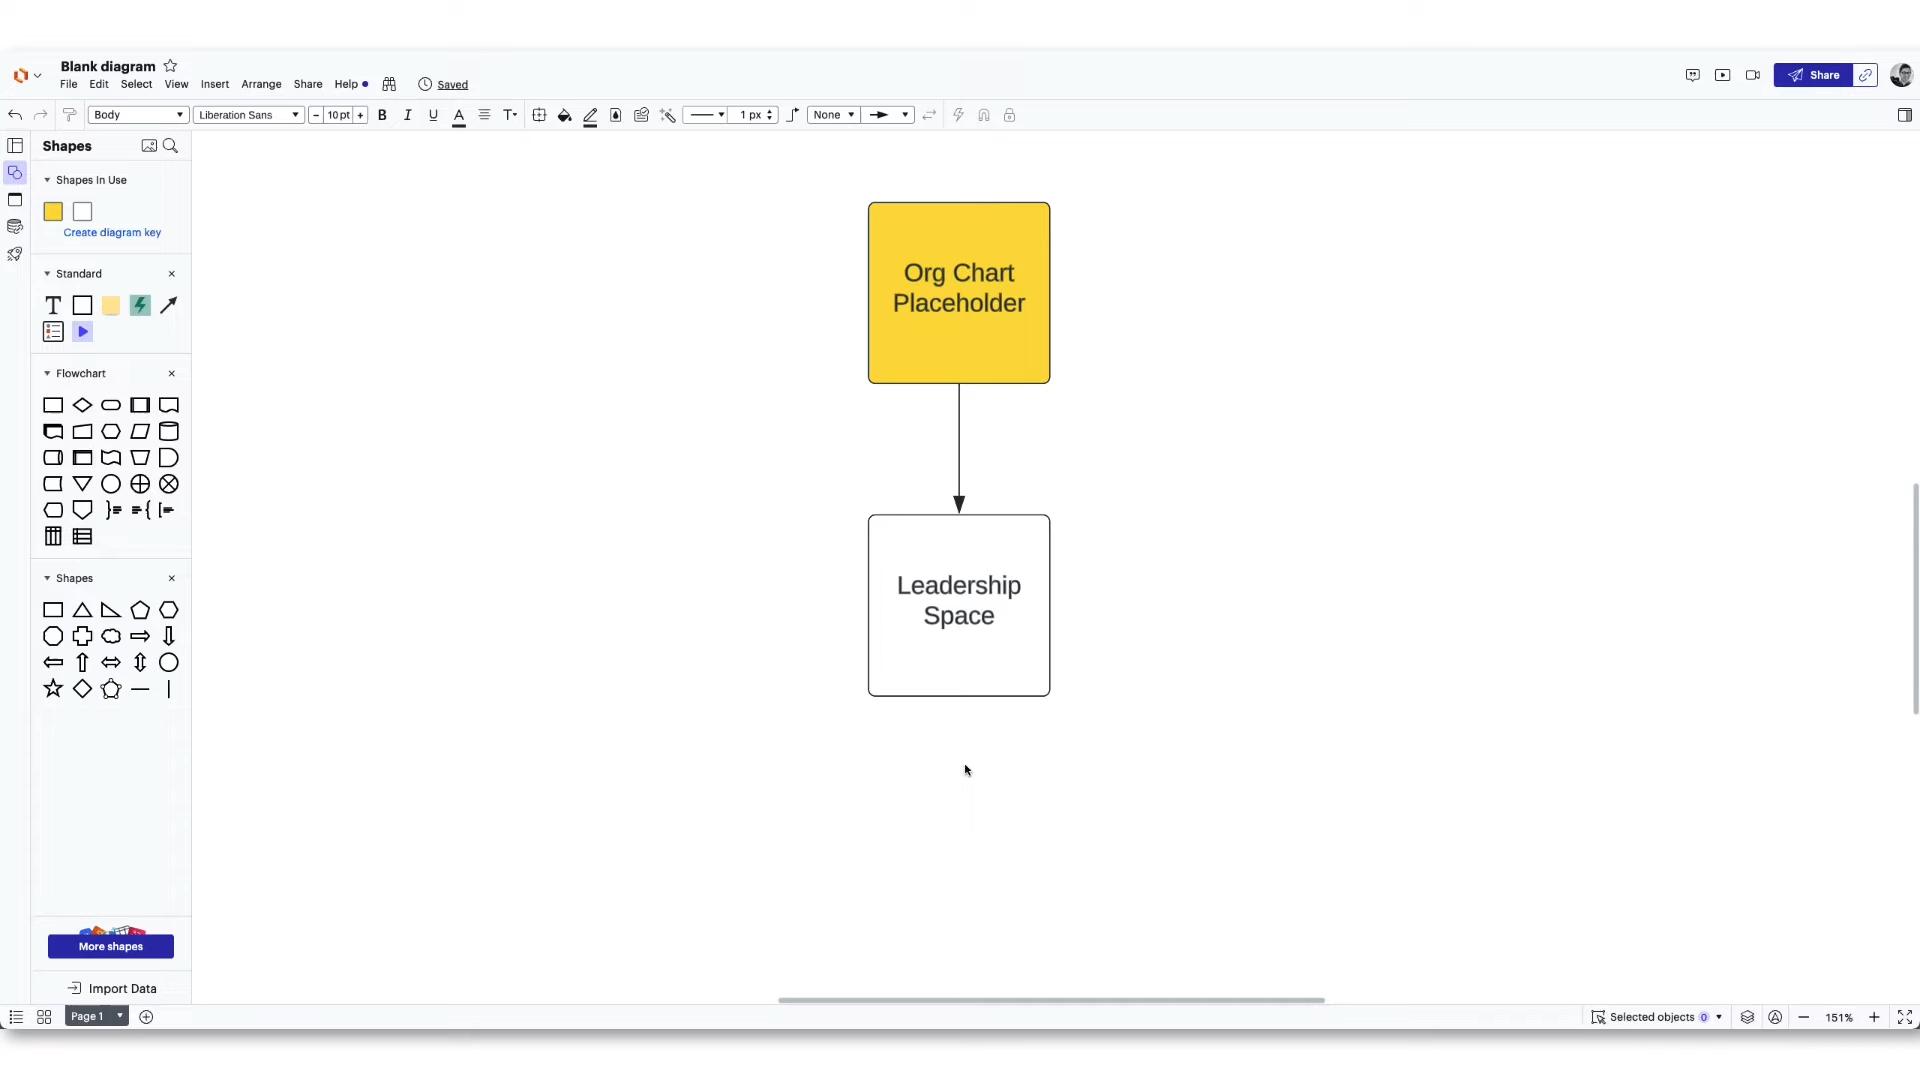 Blank diagram
File Edit Select View Insert Arrange Share Help Saved
Share
Body Liberation Sans - 10 pt + B I U A T 1 px None
Shapes
Shapes In Use
Create diagram key
Standard
T
Flowchart
Shapes
More shapes
Import Data
Org Chart
Placeholder
Leadership
Space
Page 1
Selected objects 0 151%